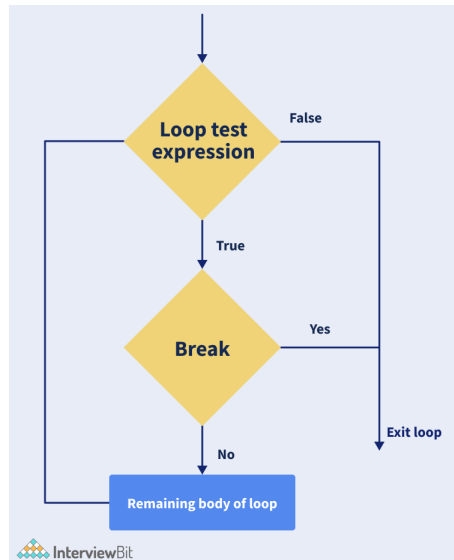 False
Loop test
expression
True
Yes
Break
Exit loop
No
Remaining body of loop
InterviewBit